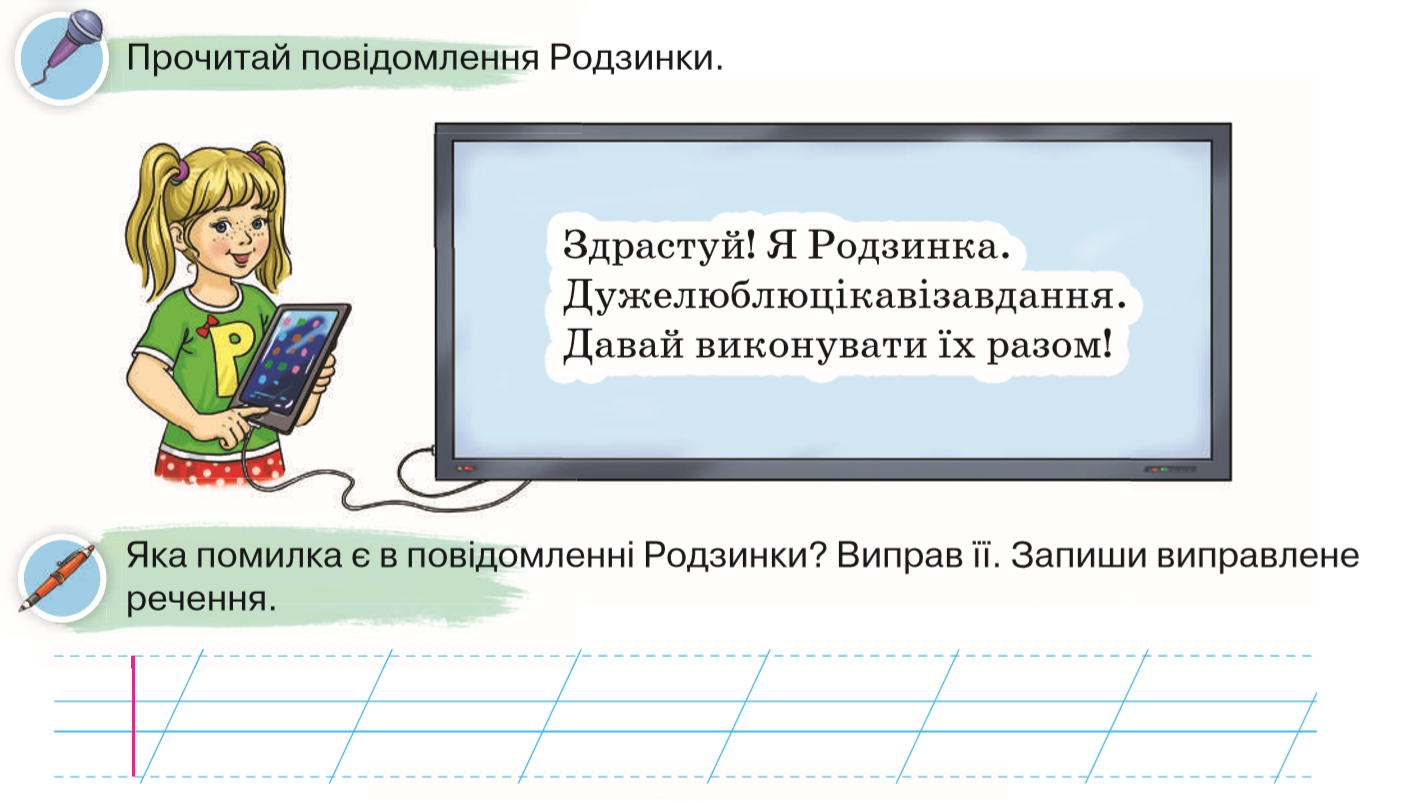 Прочитай повідомлення Родзинки.
Р
Здрастуй! Я Родзинка.
Дужелюблюцікавізавдання.
Давай виконувати їх разом!
Яка помилка є в повідомленні Родзинки? Виправ її. Запиши виправлене
речення.